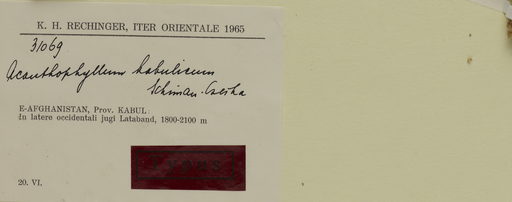 K. H. RECHINGER, ITER ORIENTALE 1965
31069
Acanthophyllum kabulicum
Schiman-Czeika
E-AFGHANISTAN, Prov. KABUL:
In latere occidentali jugi Lataband, 1800-2100 m
Typus
20. VI.